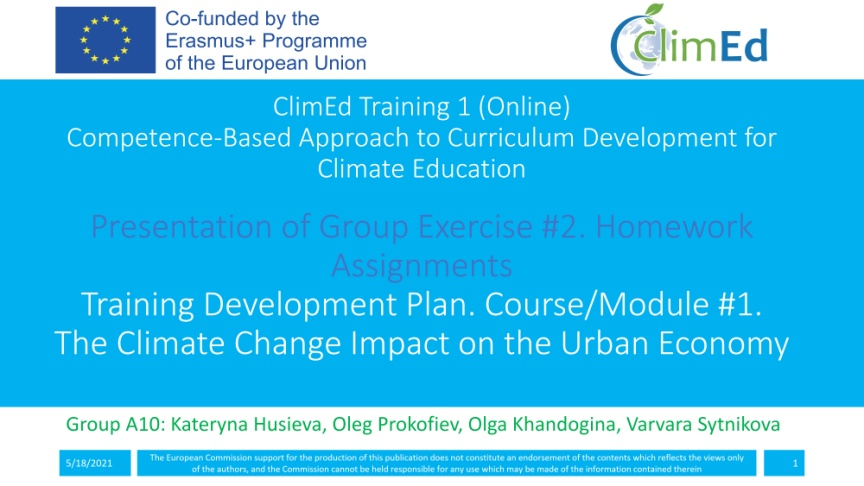 Co-funded by the
Erasmus+ Programme
of the European Union
ClimEd
ClimEd Training 1 (Online)
Competence-Based Approach to Curriculum Development for
Climate Education
Presentation of Group Exercise #2. Homework
Assignments
Training Development Plan. Course/Module #1.
The Climate Change Impact on the Urban Economy
Group A10: Kateryna Husieva, Oleg Prokofiev, Olga Khandogina, Varvara Sytnikova
5/18/2021
The European Commission support for the production of this publication does not constitute an endorsement of the contents which reflects the views only
of the authors, and the Commission cannot be held responsible for any use which may be made of the information contained therein
1